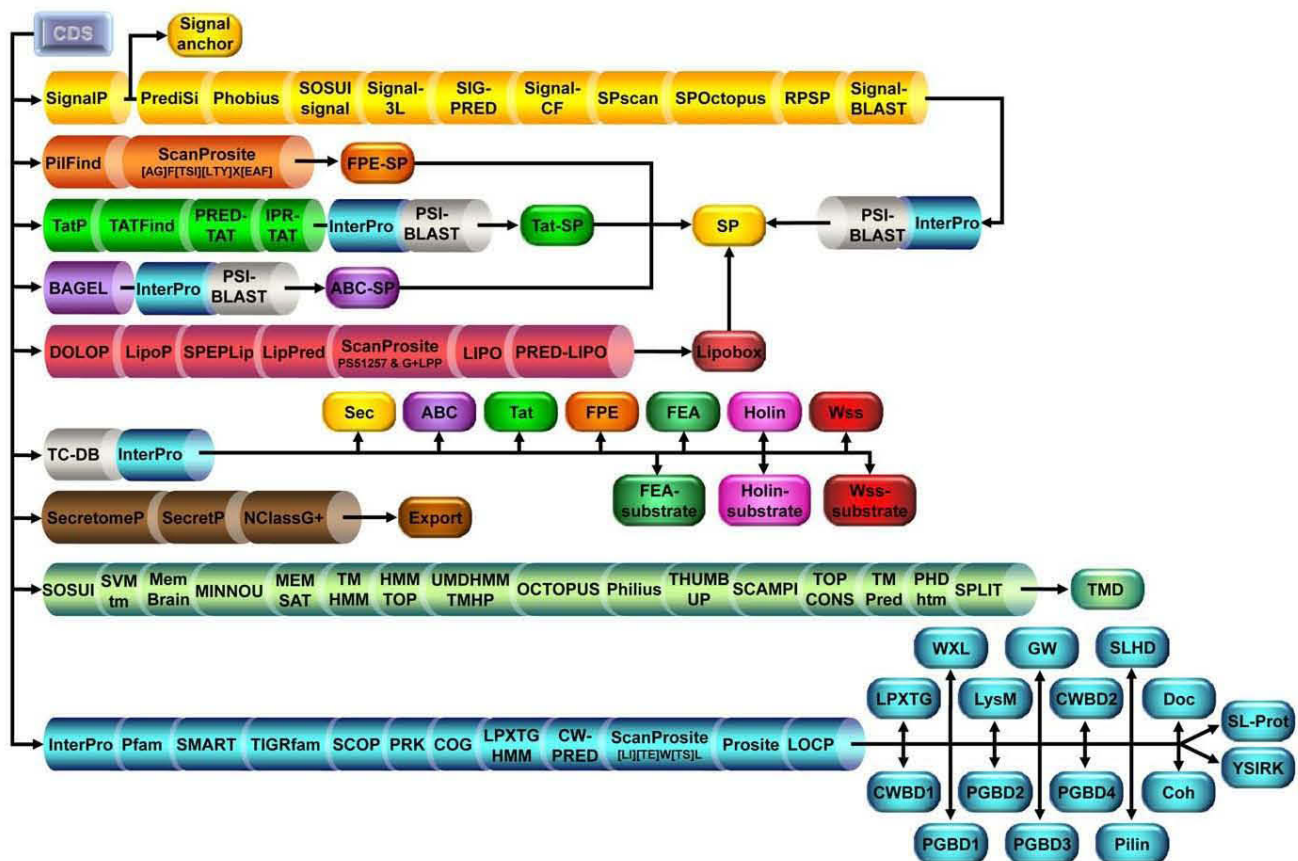 CDS
Signal
anchor
SignalP
PrediSi
Phobius
SOSUI
signal
Signal-
3L
SIG-
PRED
Signal-
CF
SPscan
SPOctopus
RPSP
Signal-
BLAST
PilFind
ScanProsite
[AG]F[TSI][LTY]X[EAF]
FPE-SP
TatP
TATFind
PRED-
TAT
IPR-
TAT
InterPro
PSI-
BLAST
Tat-SP
SP
PSI-
BLAST
InterPro
BAGEL
InterPro
PSI-
BLAST
ABC-SP
DOLOP
LipoP
SPEPLip
LipPred
ScanProsite
PS51257 & G+LPP
LIPO
PRED-LIPO
Lipobox
Sec
ABC
Tat
FPE
FEA
Holin
Wss
TC-DB
InterPro
FEA-
substrate
Holin-
substrate
Wss-
substrate
SecretomeP
SecretP
NClassG+
Export
SOSUI
SVM
tm
Mem
Brain
MINNOU
MEM
SAT
TM
HMM
HMM
TOP
UMDHMM
TMHP
OCTOPUS
Philius
THUMB
UP
SCAMPI
TOP
CONS
TM
Pred
PHD
htm
SPLIT
TMD
WXL
GW
SLHD
LPXTG
LysM
CWBD2
Doc
SL-Prot
InterPro
Pfam
SMART
TIGRfam
SCOP
PRK
COG
LPXTG
HMM
CW-
PRED
ScanProsite
[LI][TE]W[TS]L
Prosite
LOCP
YSIRK
CWBD1
PGBD2
PGBD4
Coh
PGBD1
PGBD3
Pilin